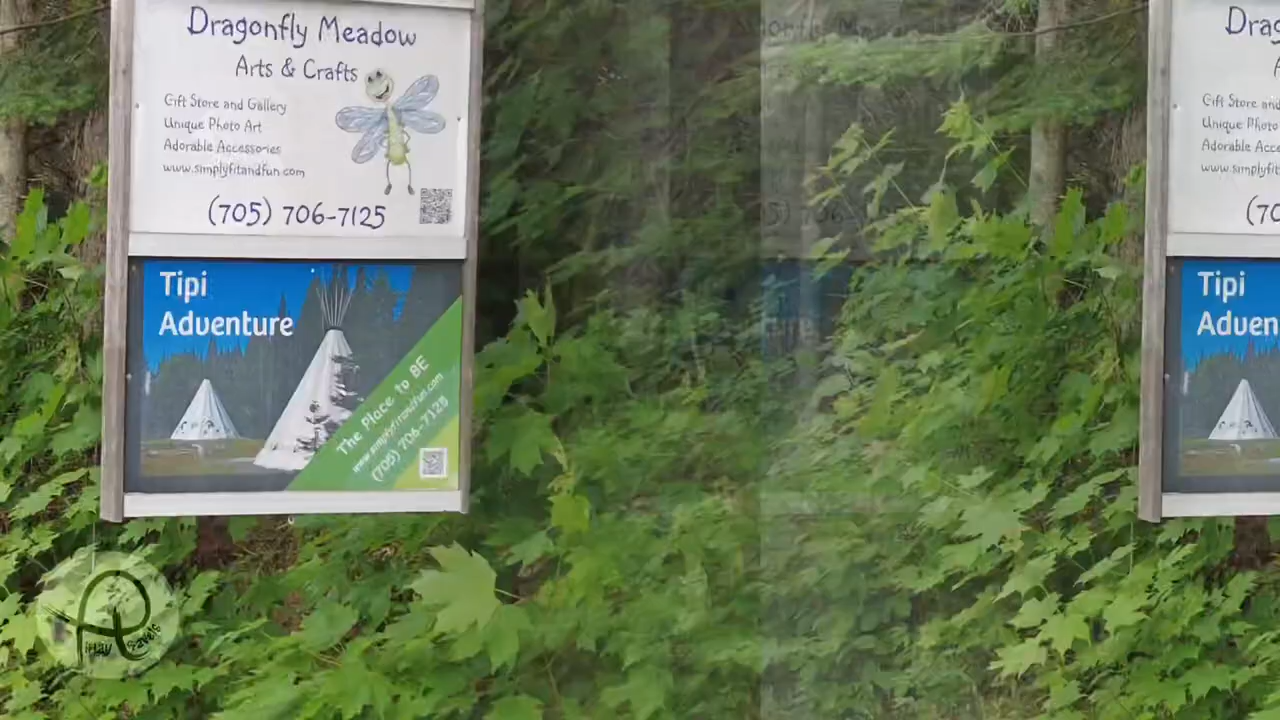 Dragonfly Meadow
Arts & Crafts
Gift Store and Gallery
Unique Photo Art
Adorable Accessories
www.simplyfitandfun.com
(705) 706-7125
Tipi
Adventure
The Place to BE
www.simplyfitandfun.com
(705) 706-7125
Drag
Gift Store and
Unique Photo
Adorable Acce
www.simplyfit
(70
Tipi
Adven